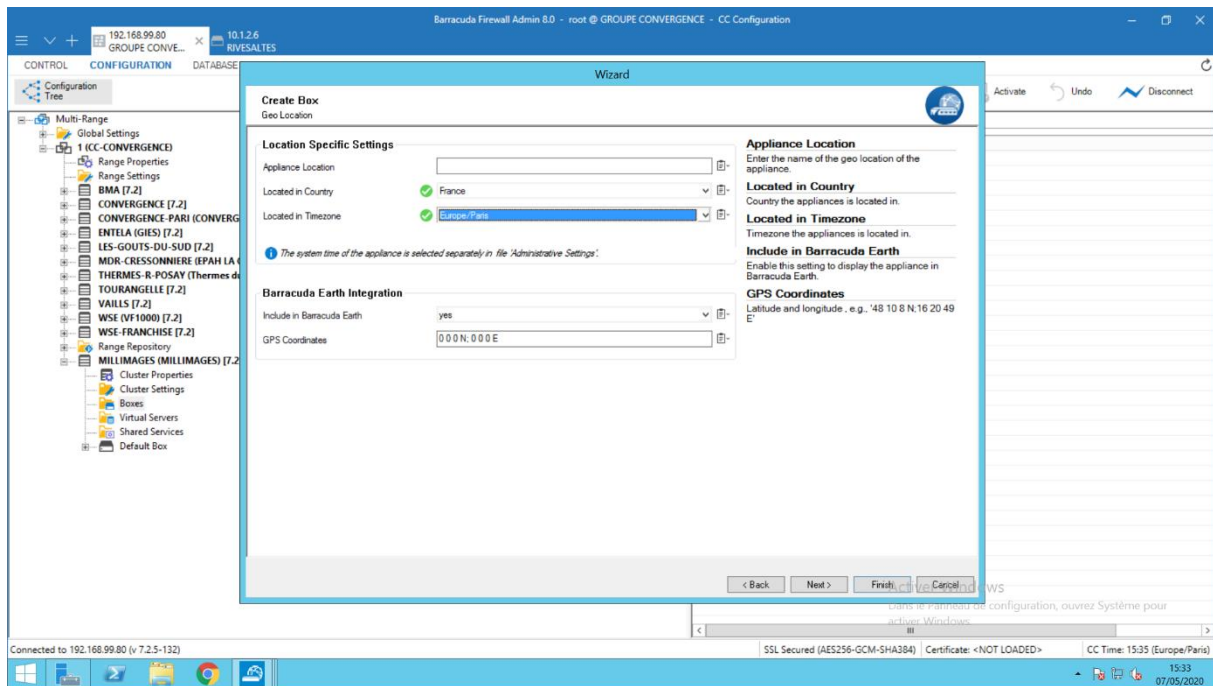 Barracuda Firewall Admin 8.0 - root @ GROUPE CONVERGENCE - CC Configuration
192.168.99.80
GROUPE CONVE...
10.1.2.6
RIVESALTES
CONTROL CONFIGURATION DATABASE
Configuration
Tree
Activate Undo Disconnect
Multi-Range
Global Settings
1 (CC-CONVERGENCE)
Range Properties
Range Settings
BMA [7.2]
CONVERGENCE [7.2]
CONVERGENCE-PARI (CONVERG
ENTELA (GIES) [7.2]
LES-GOUTS-DU-SUD [7.2]
MDR-CRESSONNIERE (EPAH LA
THERMES-R-POSAY (Thermes du
TOURANGELLE [7.2]
VAILLS [7.2]
WSE (VF1000) [7.2]
WSE-FRANCHISE [7.2]
Range Repository
MILLIMAGES (MILLIMAGES) [7.2
Cluster Properties
Cluster Settings
Boxes
Virtual Servers
Shared Services
Default Box
Wizard
Create Box
Geo Location
Location Specific Settings
Appliance Location
Located in Country France
Located in Timezone Europe/Paris
The system time of the appliance is selected separately in file 'Administrative Settings'.
Barracuda Earth Integration
Include in Barracuda Earth yes
GPS Coordinates 0 0 0 N; 0 0 0 E
Appliance Location
Enter the name of the geo location of the
appliance.
Located in Country
Country the appliances is located in.
Located in Timezone
Timezone the appliances is located in.
Include in Barracuda Earth
Enable this setting to display the appliance in
Barracuda Earth.
GPS Coordinates
Latitude and longitude , e.g., '48 10 8 N;16 20 49
E'
< Back Next > Finish Cancel
Activer Windows
Dans le Panneau de configuration, ouvrez Système pour
activer Windows.
Connected to 192.168.99.80 (v 7.2.5-132)
SSL Secured (AES256-GCM-SHA384) Certificate: <NOT LOADED> CC Time: 15:35 (Europe/Paris)
15:33
07/05/2020